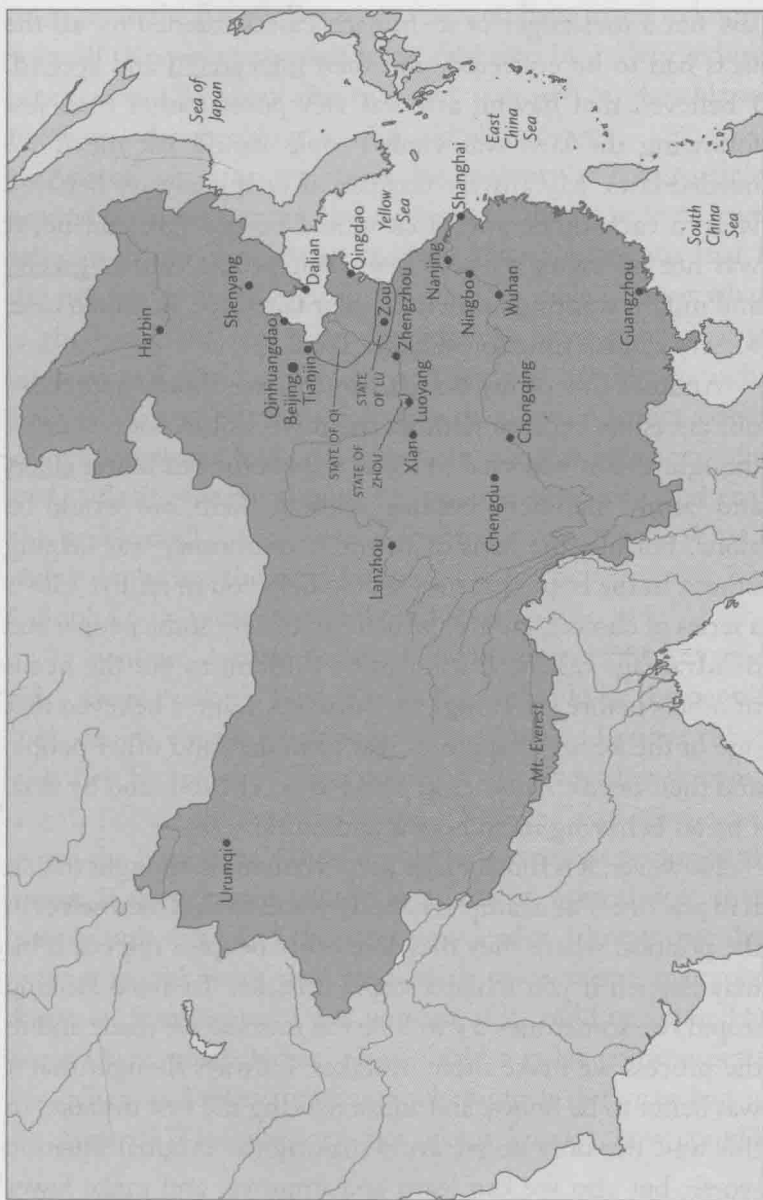 Harbin
Sea of
Japan
Urumqi
Shenyang
Qinhuangdao
Beijing
Tianjin
Dalian
STATE OF QI
Qingdao
STATE
OF LU
Zou
Yellow
Sea
STATE OF
ZHOU
Lanzhou
Zhengzhou
Xian
Luoyang
Nanjing
Shanghai
Ningbo
Chengdu
Wuhan
East
China
Sea
Chongqing
Mt. Everest
Guangzhou
South
China
Sea